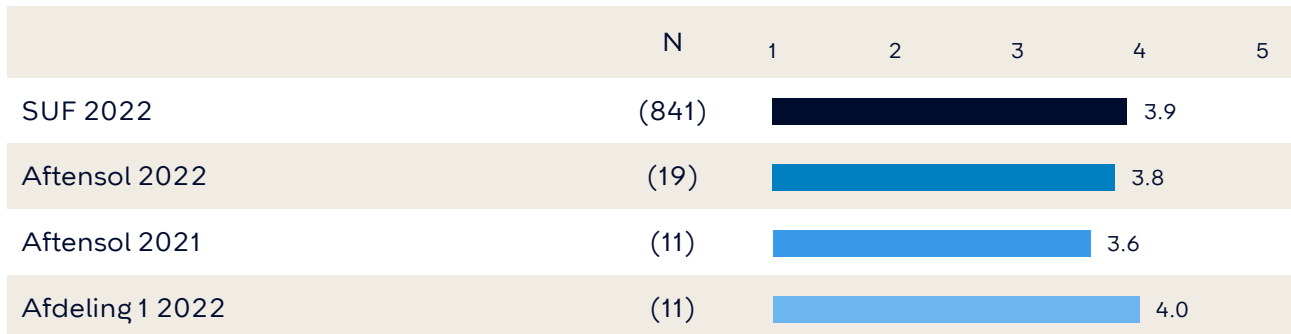 N 1 2 3 4 5
SUF 2022 (841) 3.9
Aftensol 2022 (19) 3.8
Aftensol 2021 (11) 3.6
Afdeling 1 2022 (11) 4.0